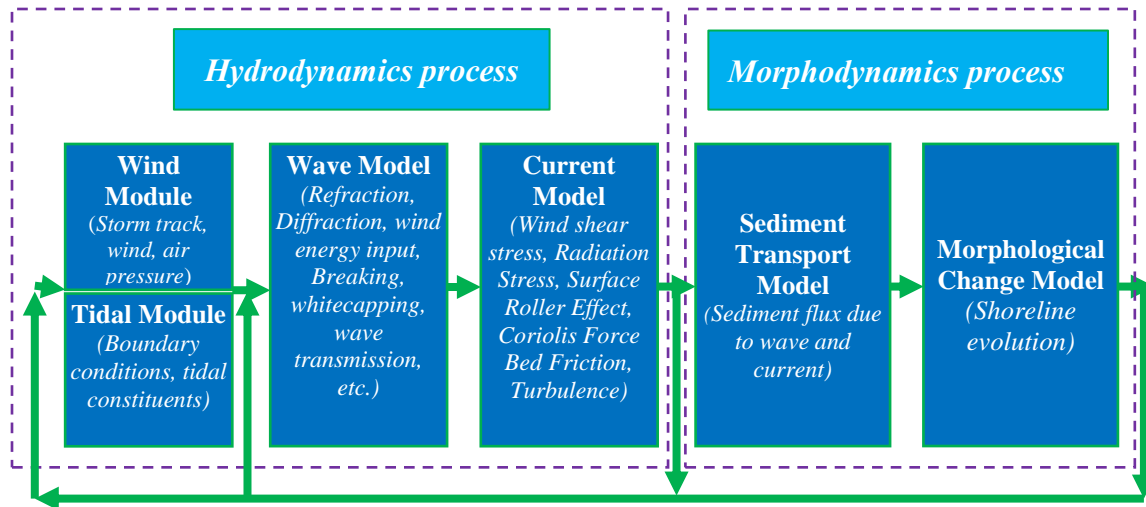 Hydrodynamics process
Morphodynamics process
Wind
Module
(Storm track,
wind, air
pressure)
Tidal Module
(Boundary
conditions, tidal
constituents)
Wave Model
(Refraction,
Diffraction, wind
energy input,
Breaking,
whitecapping,
wave
transmission,
etc.)
Current
Model
(Wind shear
stress, Radiation
Stress, Surface
Roller Effect,
Coriolis Force
Bed Friction,
Turbulence)
Sediment
Transport
Model
(Sediment flux due
to wave and
current)
Morphological
Change Model
(Shoreline
evolution)